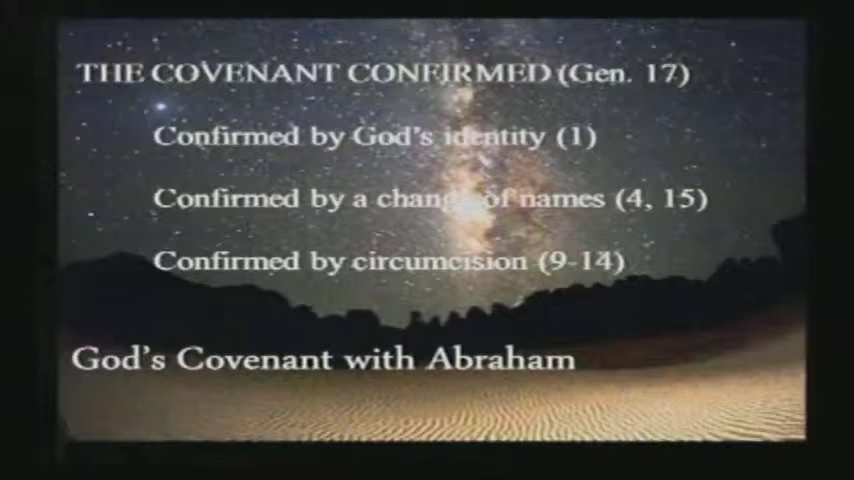 THE COVENANT CONFIRMED (Gen. 17)
Confirmed by God's identity (1)
Confirmed by a change of names (4, 15)
Confirmed by circumcision (9-14)
God's Covenant with Abraham